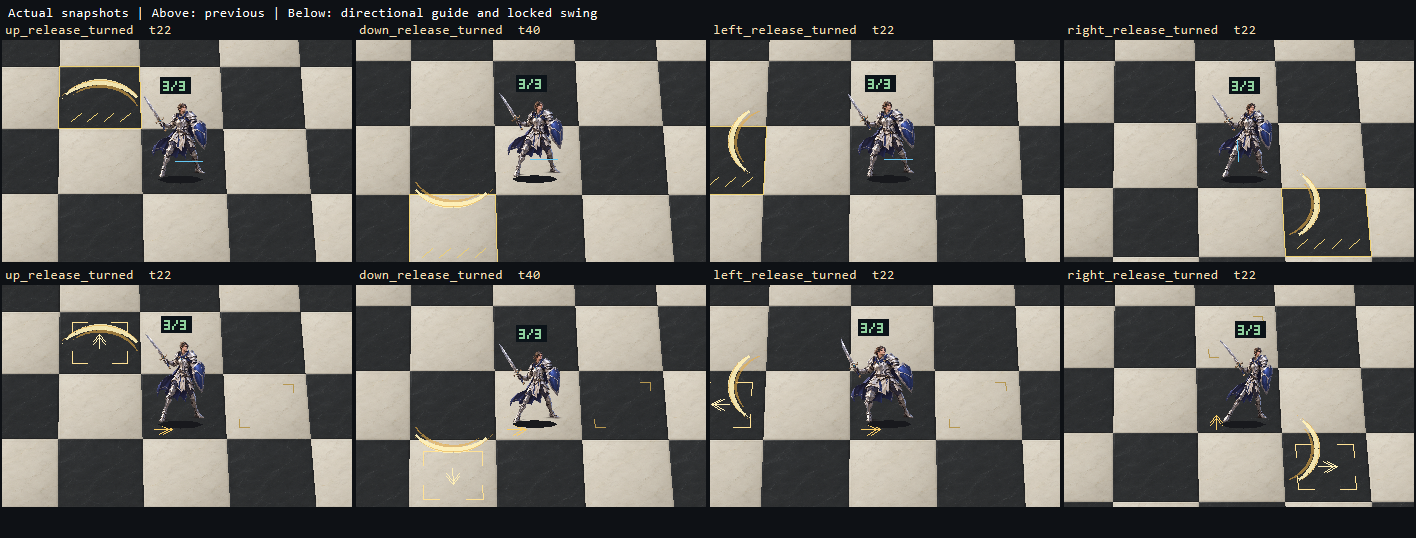 Actual snapshots | Above: previous | Below: directional guide and locked swing
up_release_turned t22
down_release_turned t40
left_release_turned t22
right_release_turned t22
3/3
3/3
3/3
3/3
up_release_turned t22
down_release_turned t40
left_release_turned t22
right_release_turned t22
3/3
3/3
3/3
3/3